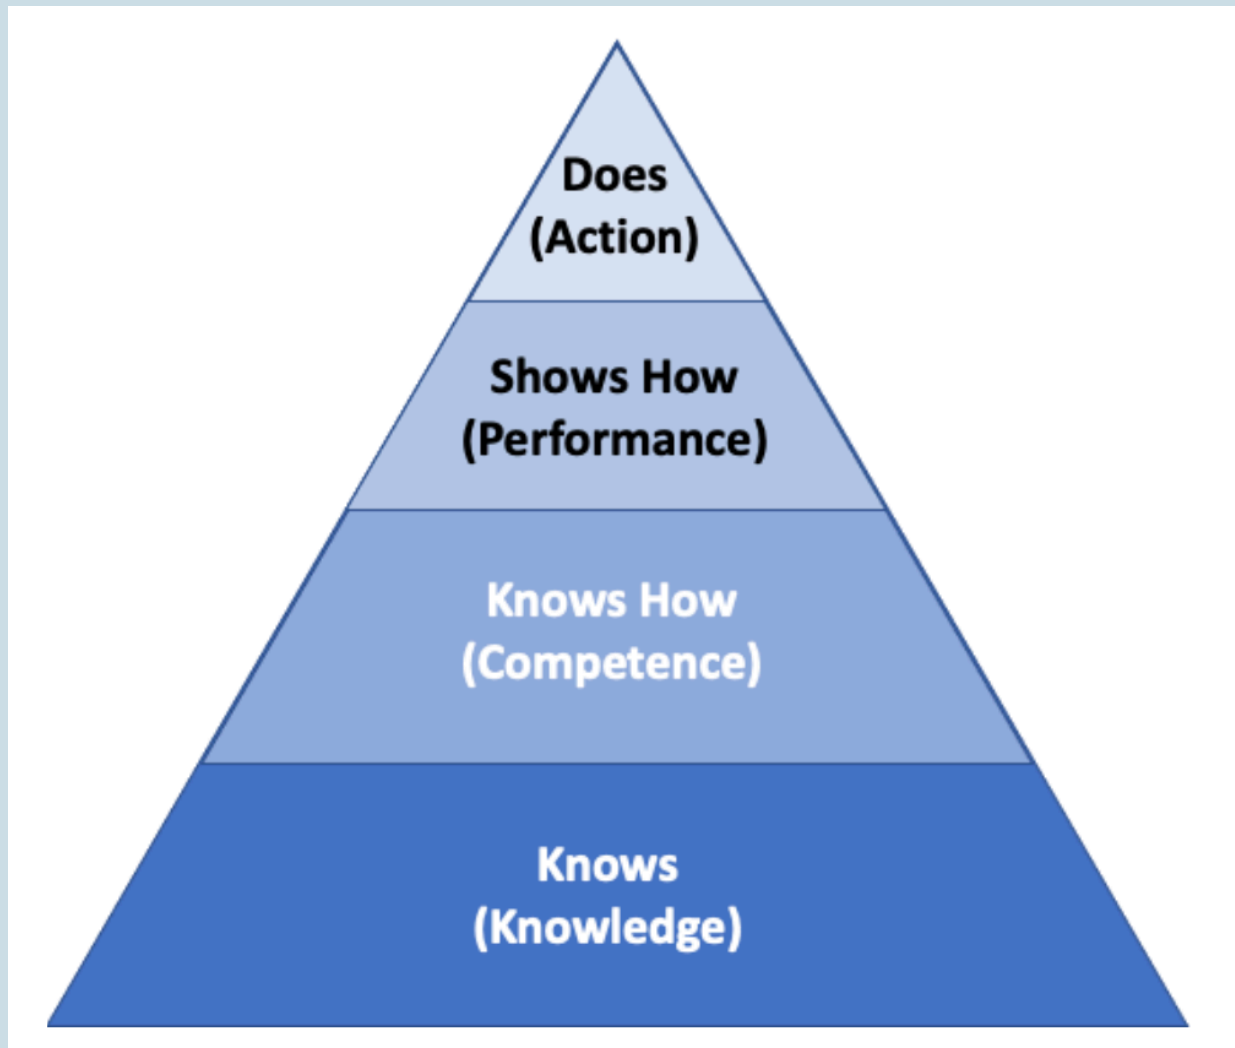 Does
(Action)
Shows How
(Performance)
Knows How
(Competence)
Knows
(Knowledge)